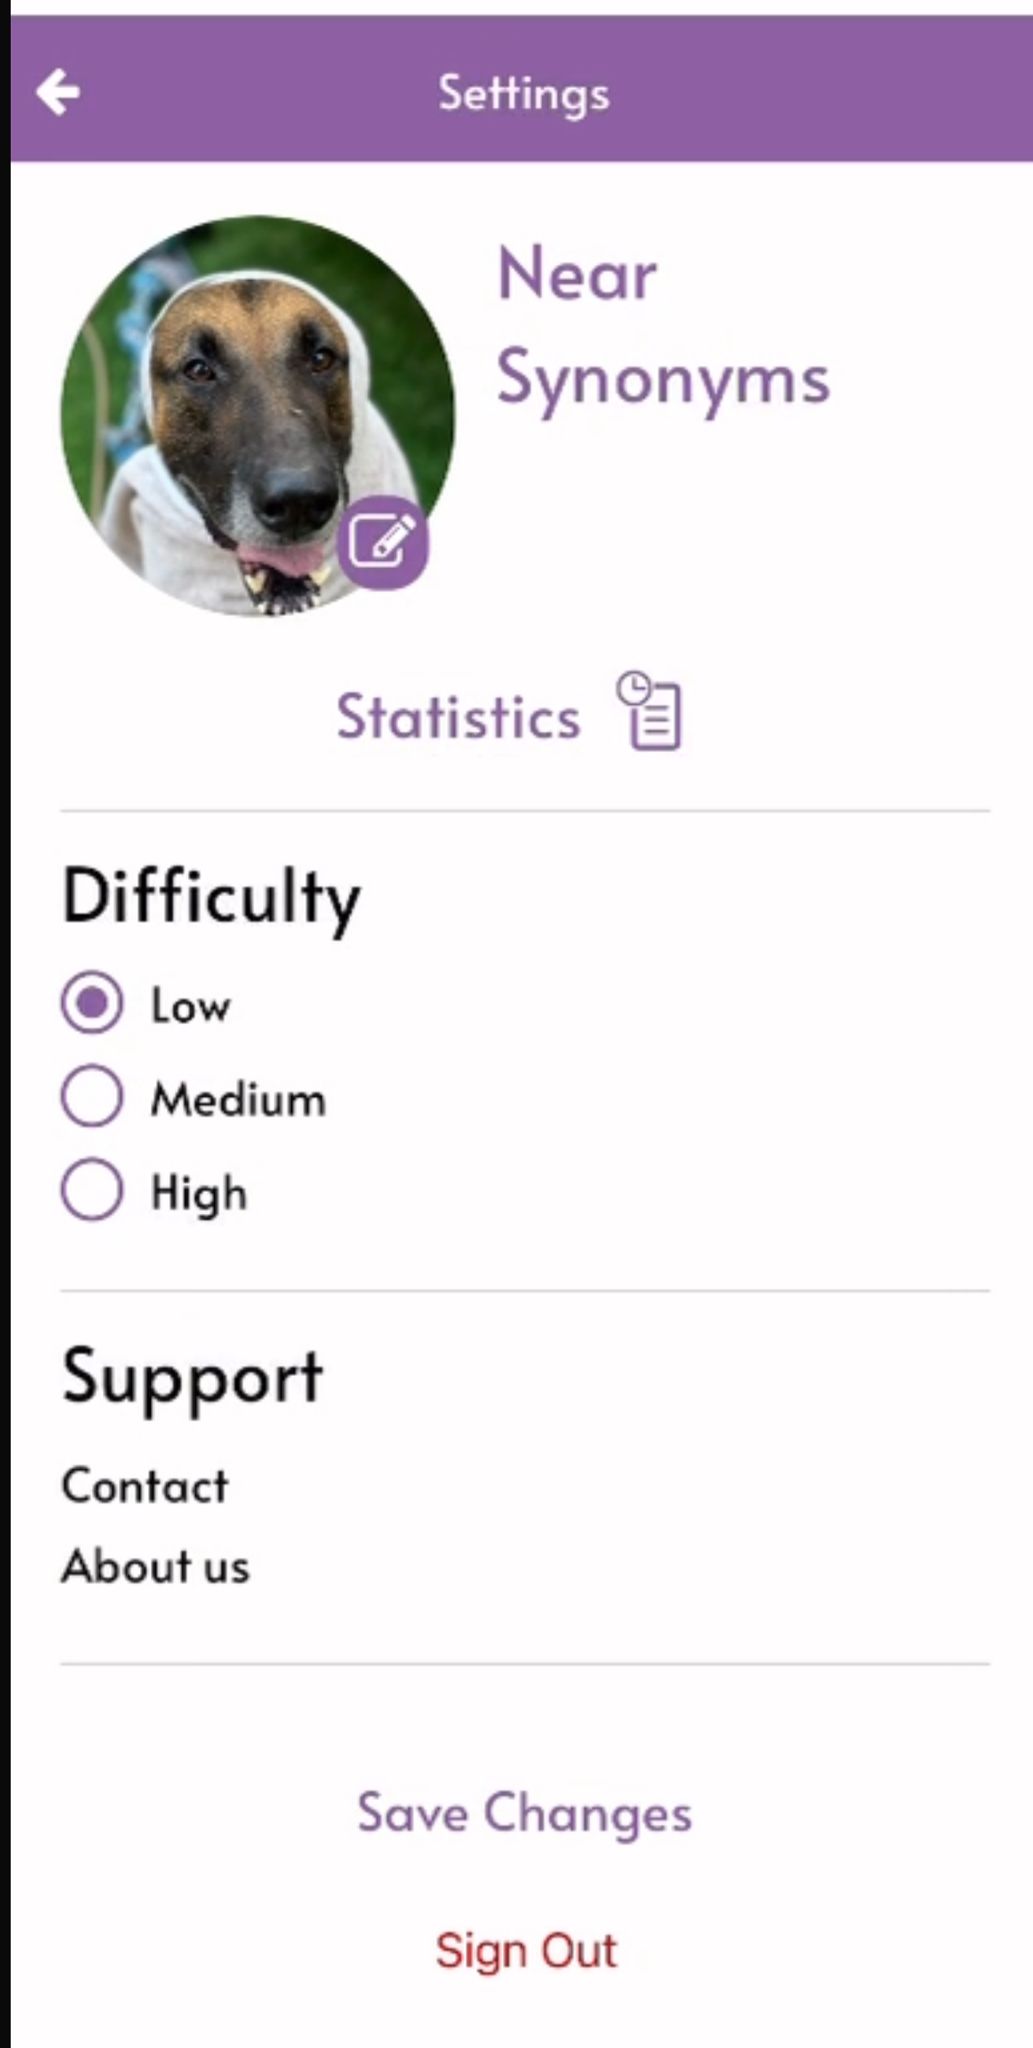 Settings
Near
Synonyms
Statistics
Difficulty
Low
Medium
High
Support
Contact
About us
Save Changes
Sign Out